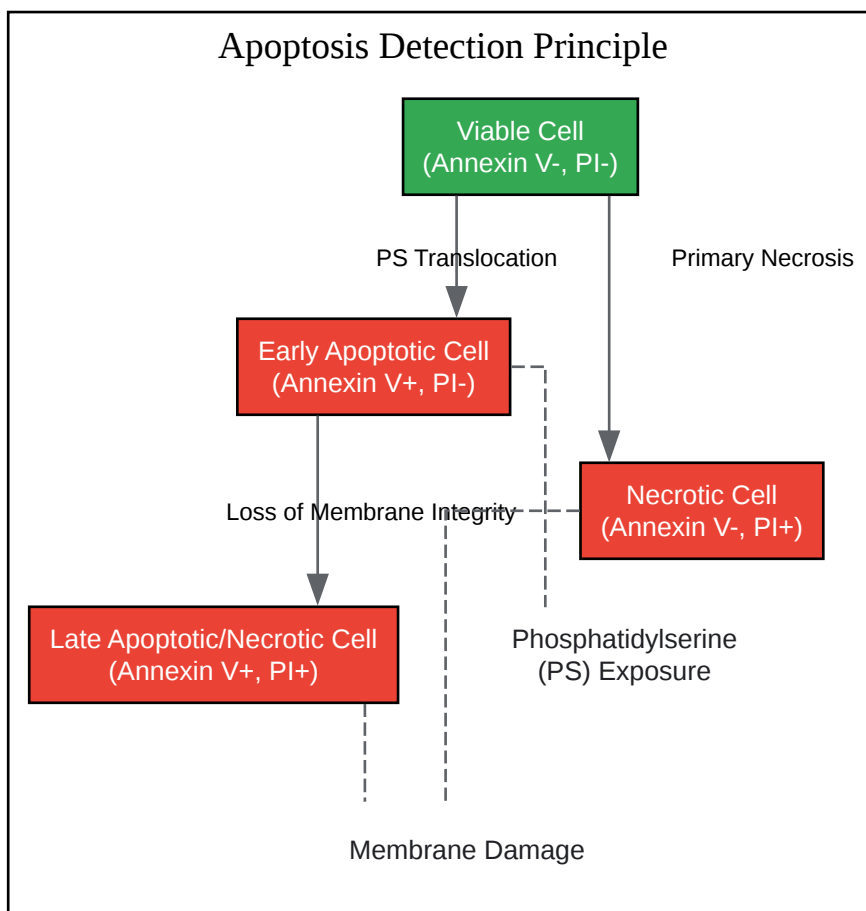 Apoptosis Detection Principle
Viable Cell
(Annexin V-, PI-)
PS Translocation
Primary Necrosis
Early Apoptotic Cell
(Annexin V+, PI-)
Necrotic Cell
(Annexin V-, PI+)
Loss of Membrane Integrity
Late Apoptotic/Necrotic Cell
(Annexin V+, PI+)
Phosphatidylserine
(PS) Exposure
Membrane Damage